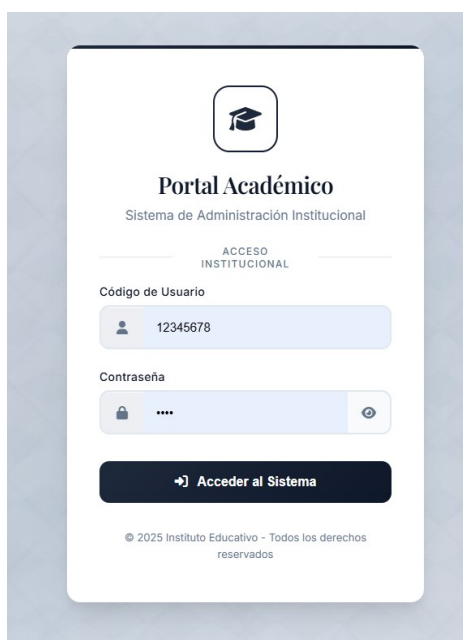 Portal Académico
Sistema de Administración Institucional
ACCESO
INSTITUCIONAL
Código de Usuario
12345678
Contraseña
••••
Acceder al Sistema
© 2025 Instituto Educativo - Todos los derechos
reservados